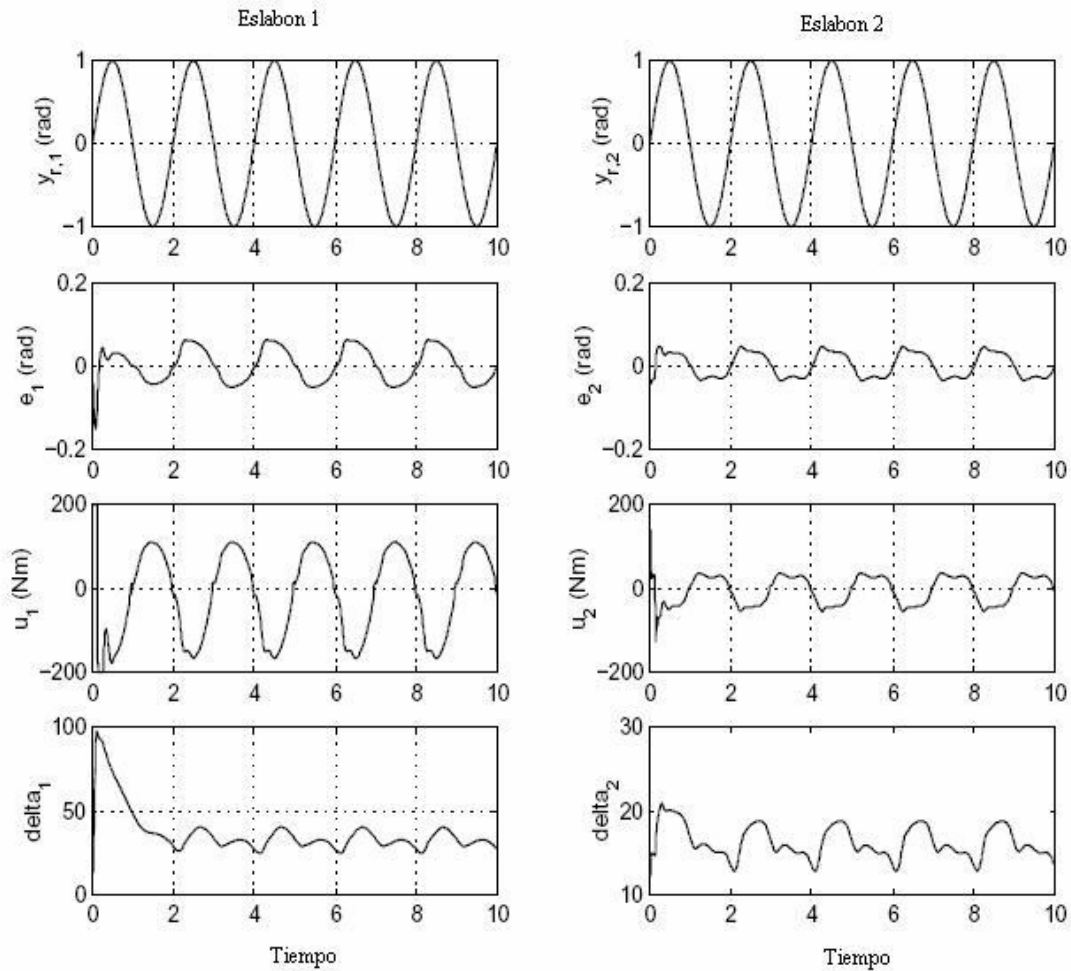 Eslabon 1
1
0
−1
y_r,1 (rad)
0 2 4 6 8 10
0.2
0
−0.2
e_1 (rad)
0 2 4 6 8 10
200
0
−200
u_1 (Nm)
0 2 4 6 8 10
100
50
0
delta_1
0 2 4 6 8 10
Tiempo
Eslabon 2
1
0
−1
y_r,2 (rad)
0 2 4 6 8 10
0.2
0
−0.2
e_2 (rad)
0 2 4 6 8 10
200
0
−200
u_2 (Nm)
0 2 4 6 8 10
30
20
10
delta_2
0 2 4 6 8 10
Tiempo